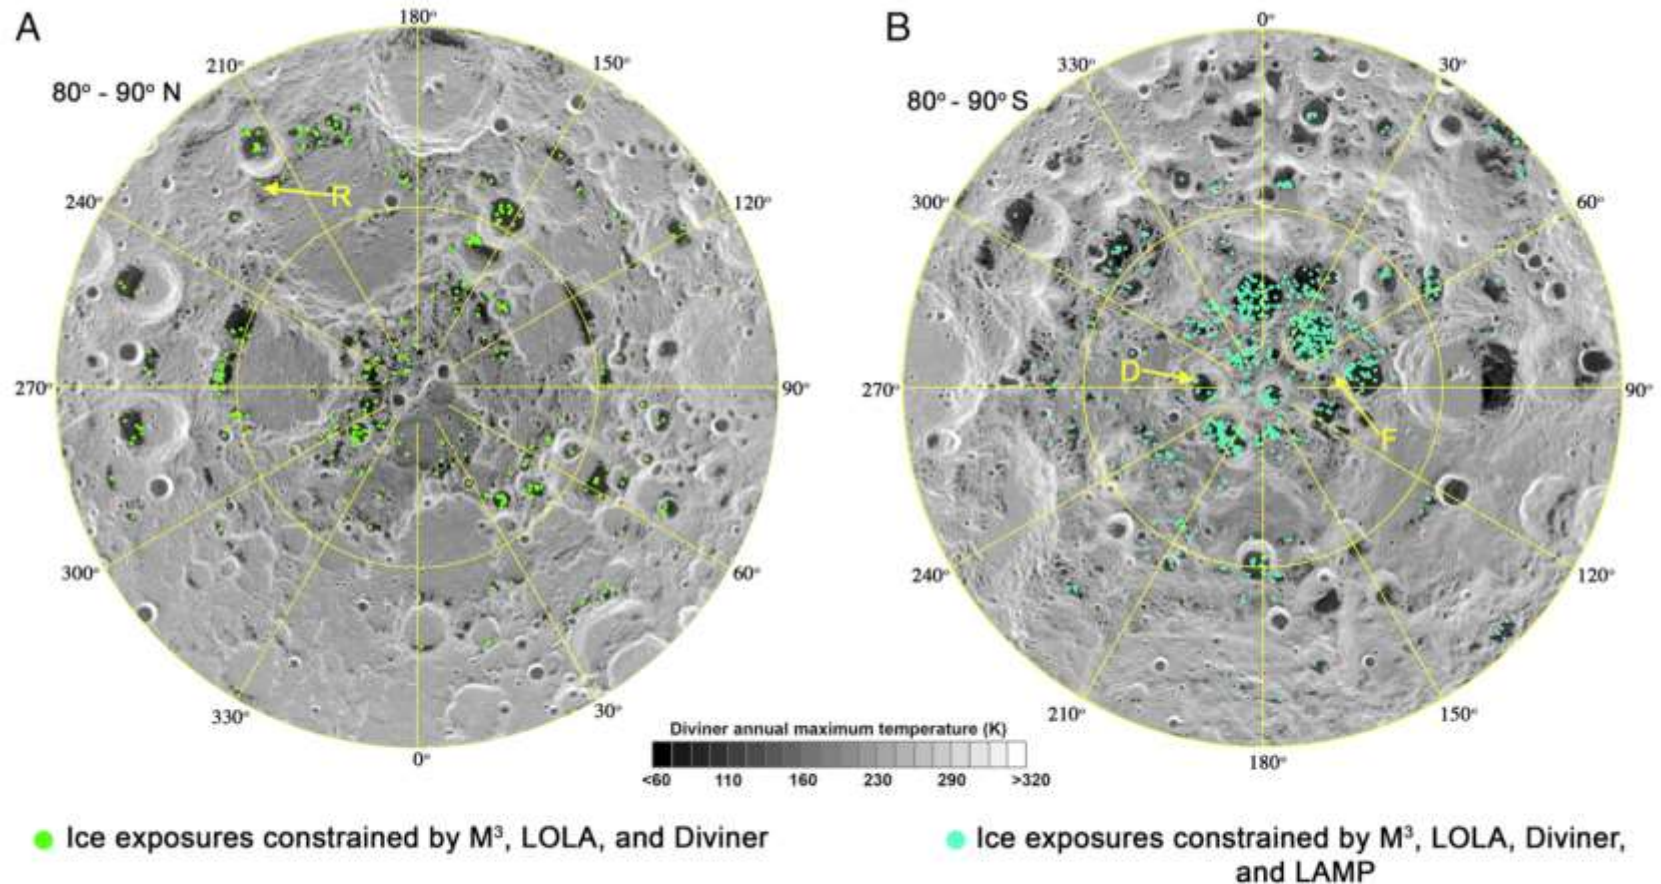 A
B
80° - 90° N
80° - 90° S
180°
150°
120°
90°
60°
30°
0°
330°
300°
270°
240°
210°
R
0°
30°
60°
90°
120°
150°
180°
210°
240°
270°
300°
330°
D
F
Diviner annual maximum temperature (K)
<60 110 160 230 290 >320
Ice exposures constrained by M³, LOLA, and Diviner
Ice exposures constrained by M³, LOLA, Diviner,
and LAMP